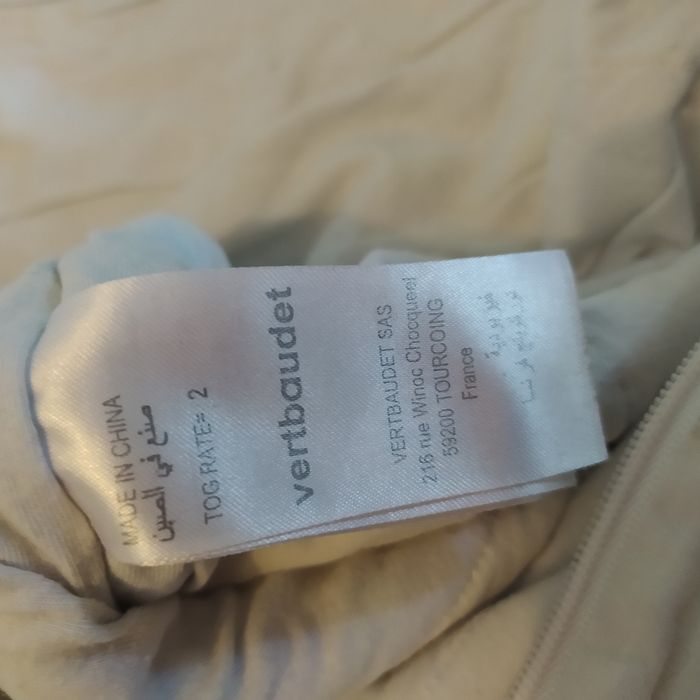 MADE IN CHINA
صنع في الصين
TOG RATE= 2
vertbaudet
VERTBAUDET SAS
216 rue Winoc Chocqueel
59200 TOURCOING
France